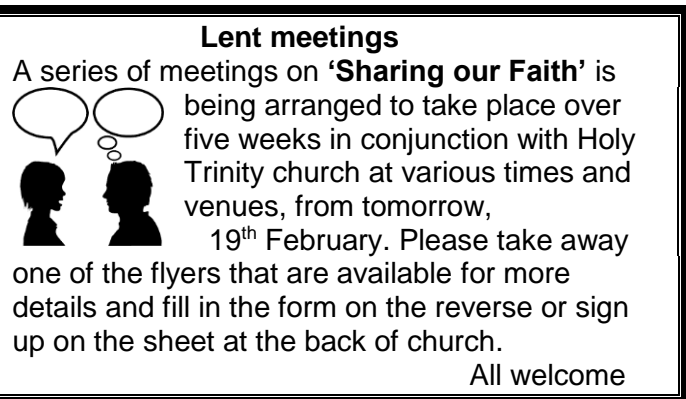 Lent meetings
A series of meetings on ‘Sharing our Faith’ is
being arranged to take place over
five weeks in conjunction with Holy
Trinity church at various times and
venues, from tomorrow,
19th February. Please take away
one of the flyers that are available for more
details and fill in the form on the reverse or sign
up on the sheet at the back of church.
All welcome